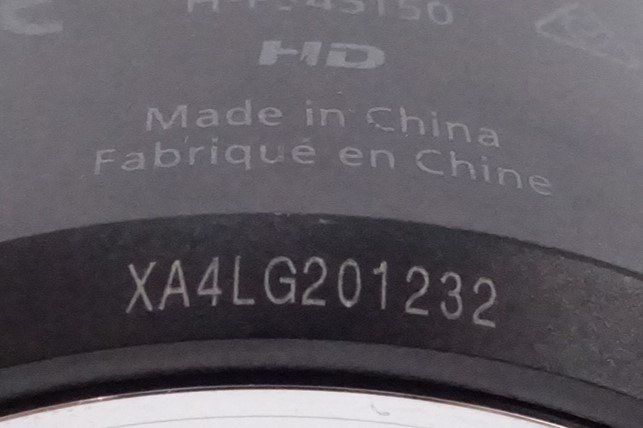 HD
Made in China
Fabriqué en Chine
XA4LG201232